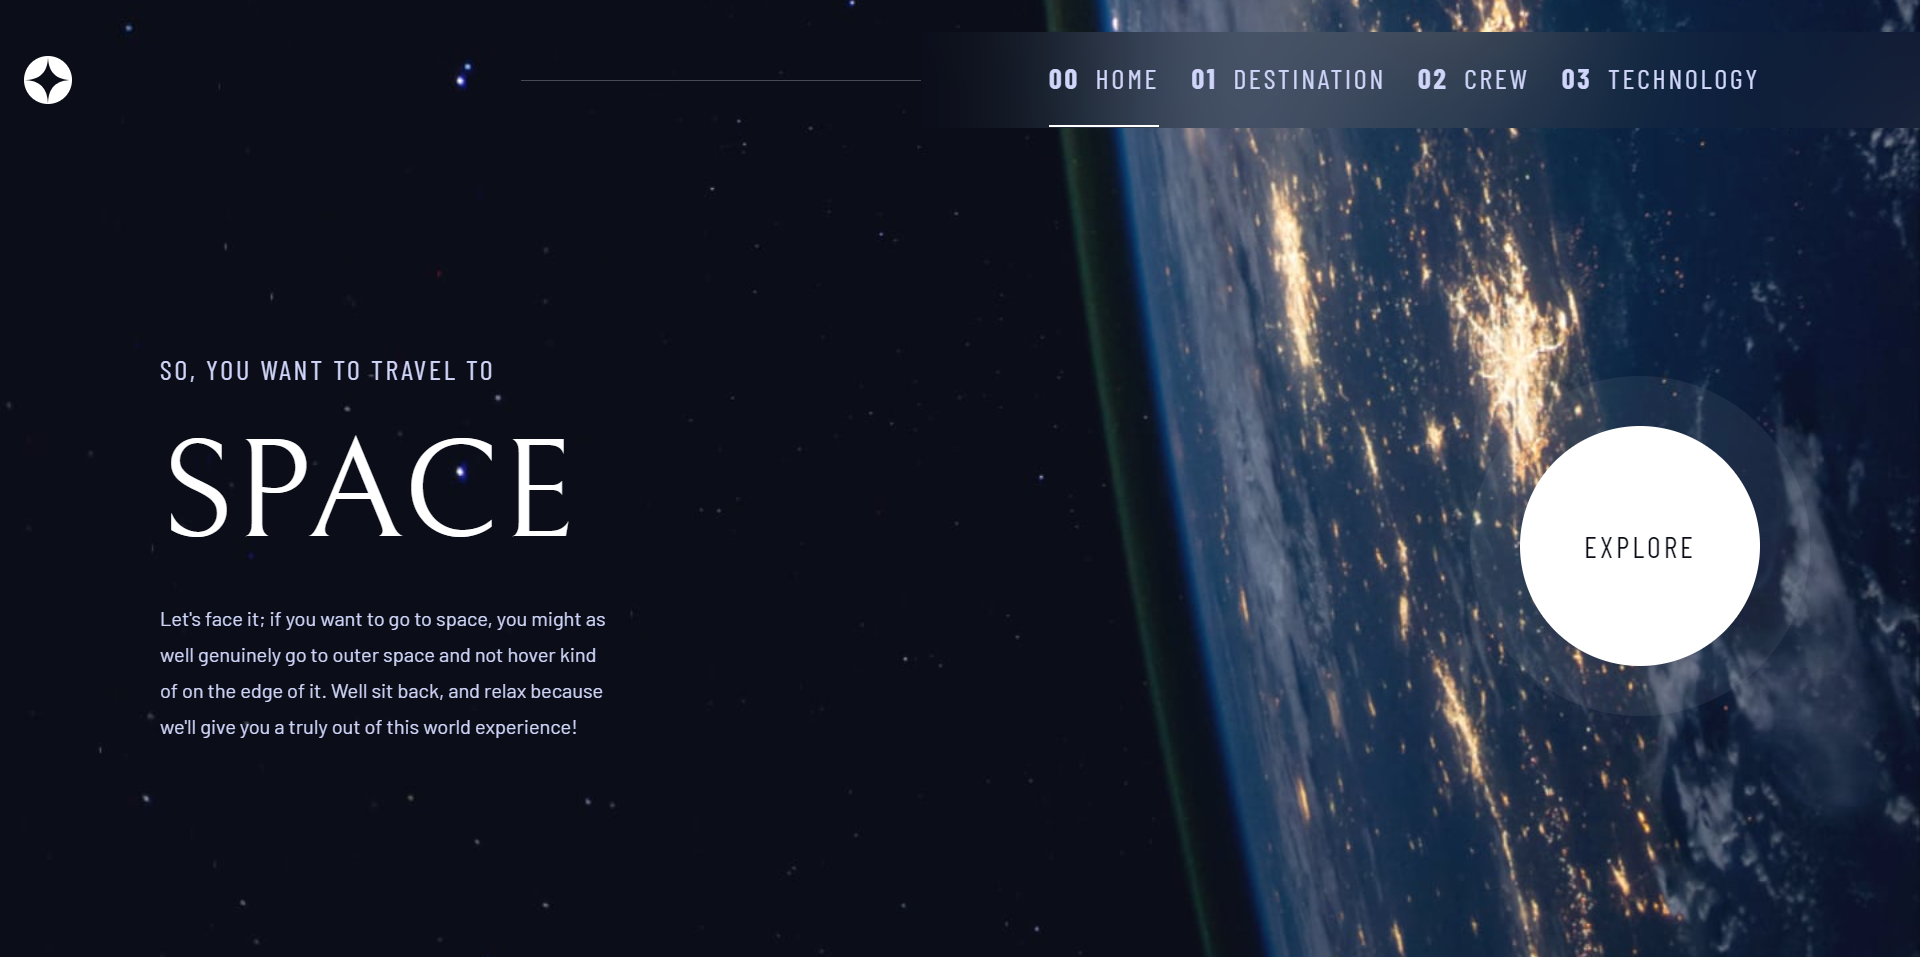 00 HOME 01 DESTINATION 02 CREW 03 TECHNOLOGY
SO, YOU WANT TO TRAVEL TO
SPACE
Let's face it; if you want to go to space, you might as
well genuinely go to outer space and not hover kind
of on the edge of it. Well sit back, and relax because
we'll give you a truly out of this world experience!
EXPLORE